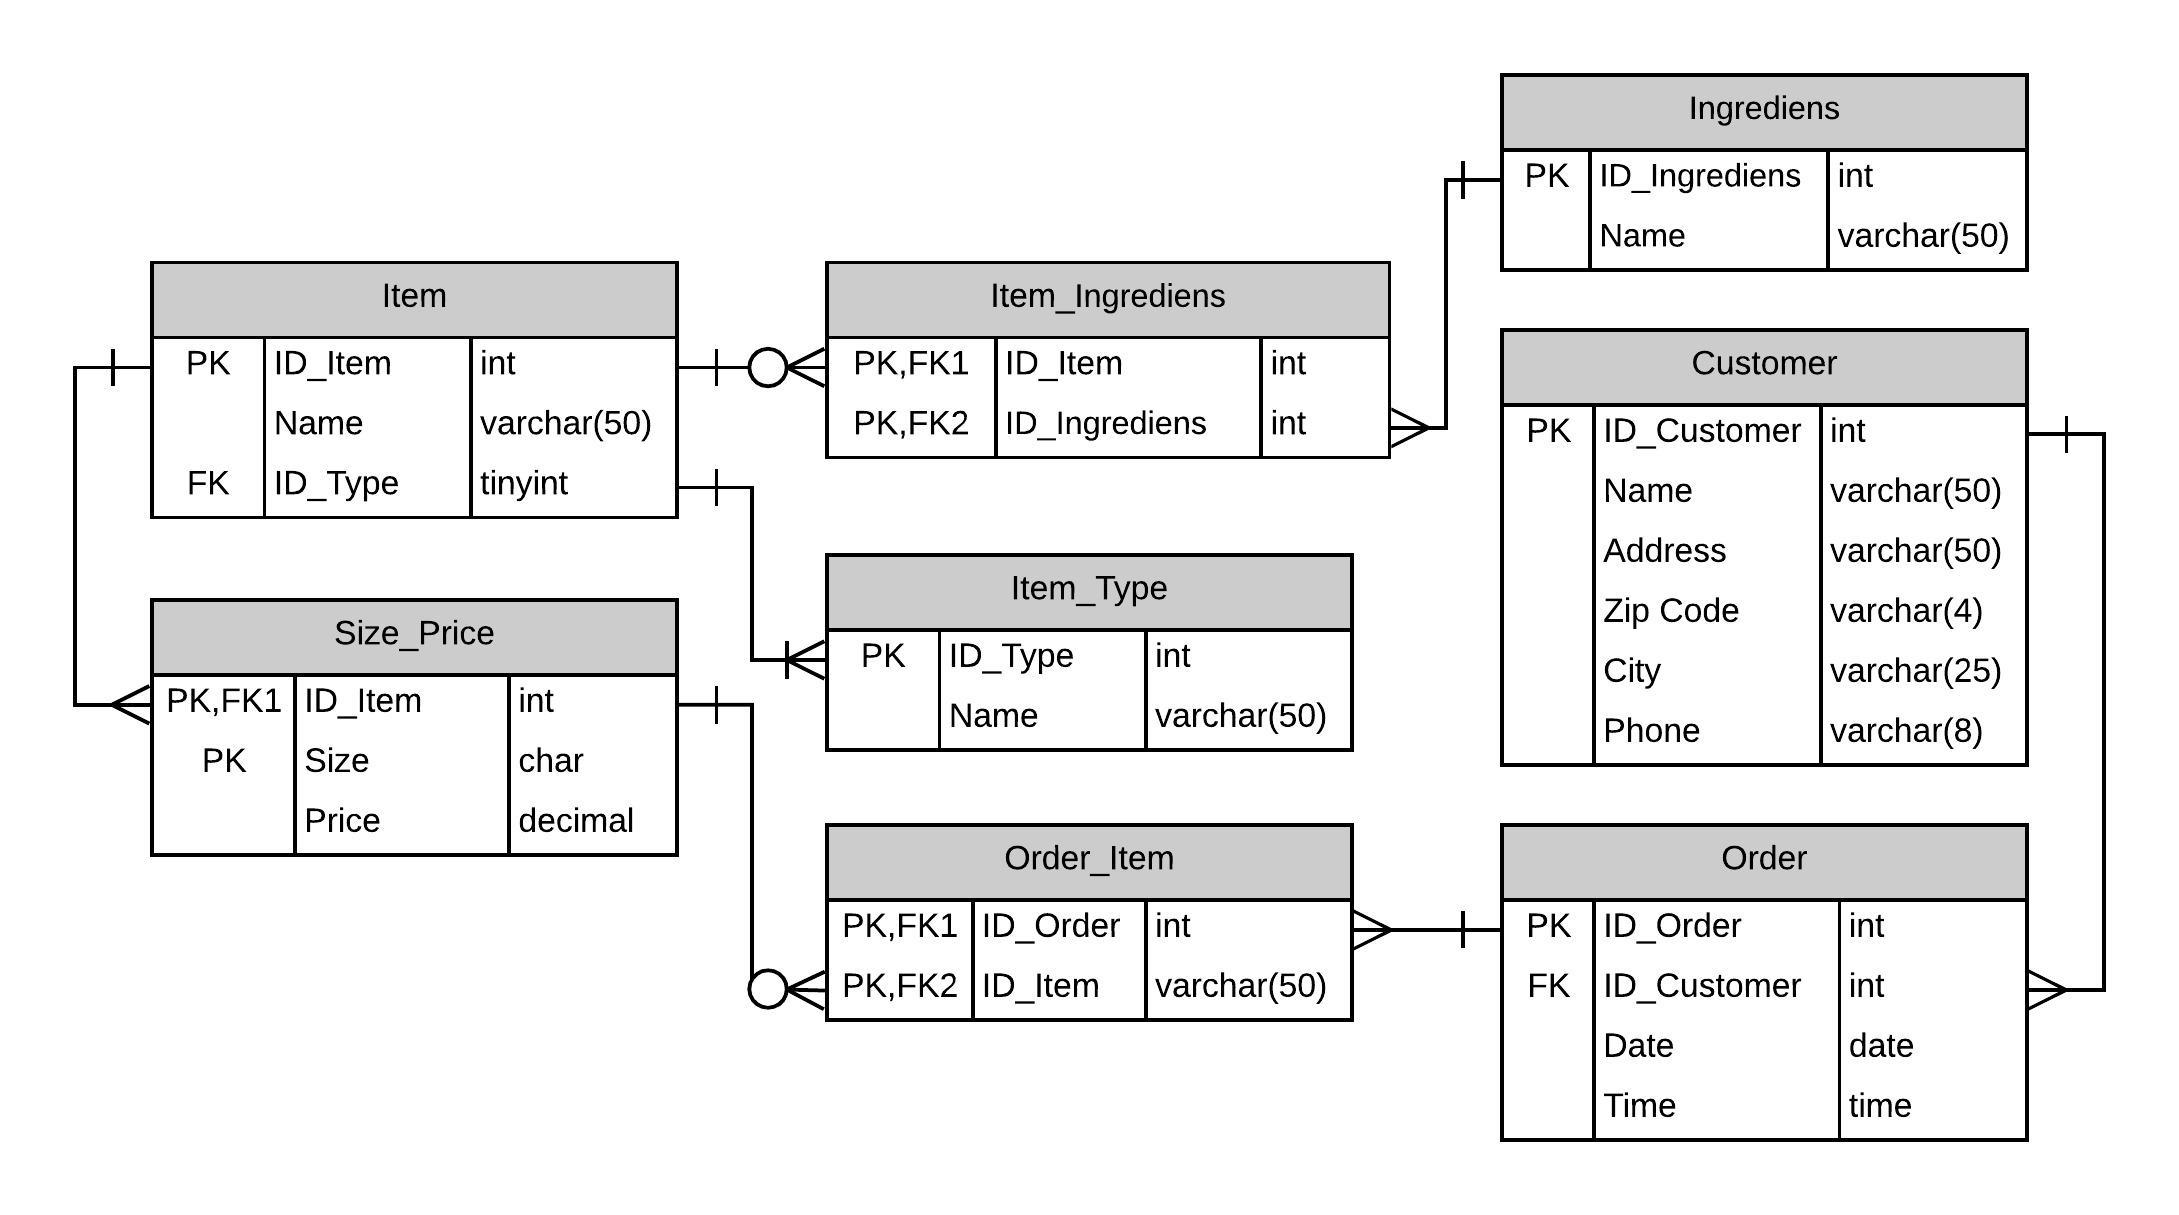 Ingrediens
PK ID_Ingrediens int
Name varchar(50)
Item
PK ID_Item int
Name varchar(50)
FK ID_Type tinyint
Item_Ingrediens
PK,FK1 ID_Item int
PK,FK2 ID_Ingrediens int
Customer
PK ID_Customer int
Name varchar(50)
Address varchar(50)
Zip Code varchar(4)
City varchar(25)
Phone varchar(8)
Item_Type
PK ID_Type int
Name varchar(50)
Size_Price
PK,FK1 ID_Item int
PK Size char
Price decimal
Order_Item
PK,FK1 ID_Order int
PK,FK2 ID_Item varchar(50)
Order
PK ID_Order int
FK ID_Customer int
Date date
Time time